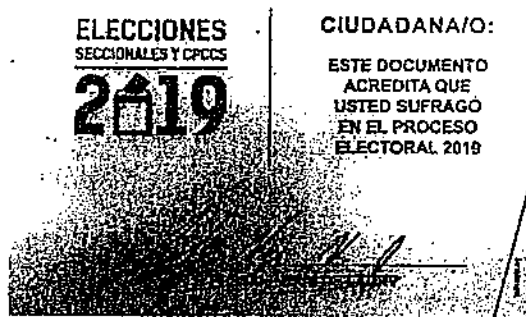 ELECCIONES
SECCIONALES Y CPCCS
2019
CIUDADANA/O:
ESTE DOCUMENTO
ACREDITA QUE
USTED SUFRAGÓ
EN EL PROCESO
ELECTORAL 2019